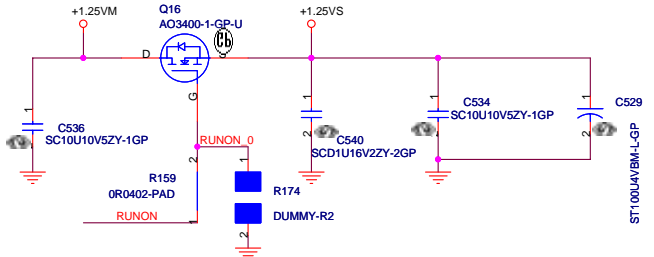 Q16
+1.25VM
AO3400-1-GP-U
+1.25VS
D
S
G
1
C536
SC10U10V5ZY-1GP
2
1
C540
SCD1U16V2ZY-2GP
2
1
C534
SC10U10V5ZY-1GP
2
1
C529
ST100U4VBM-L-GP
2
RUNON_0
2
R159
0R0402-PAD
1
RUNON
1
R174
DUMMY-R2
2